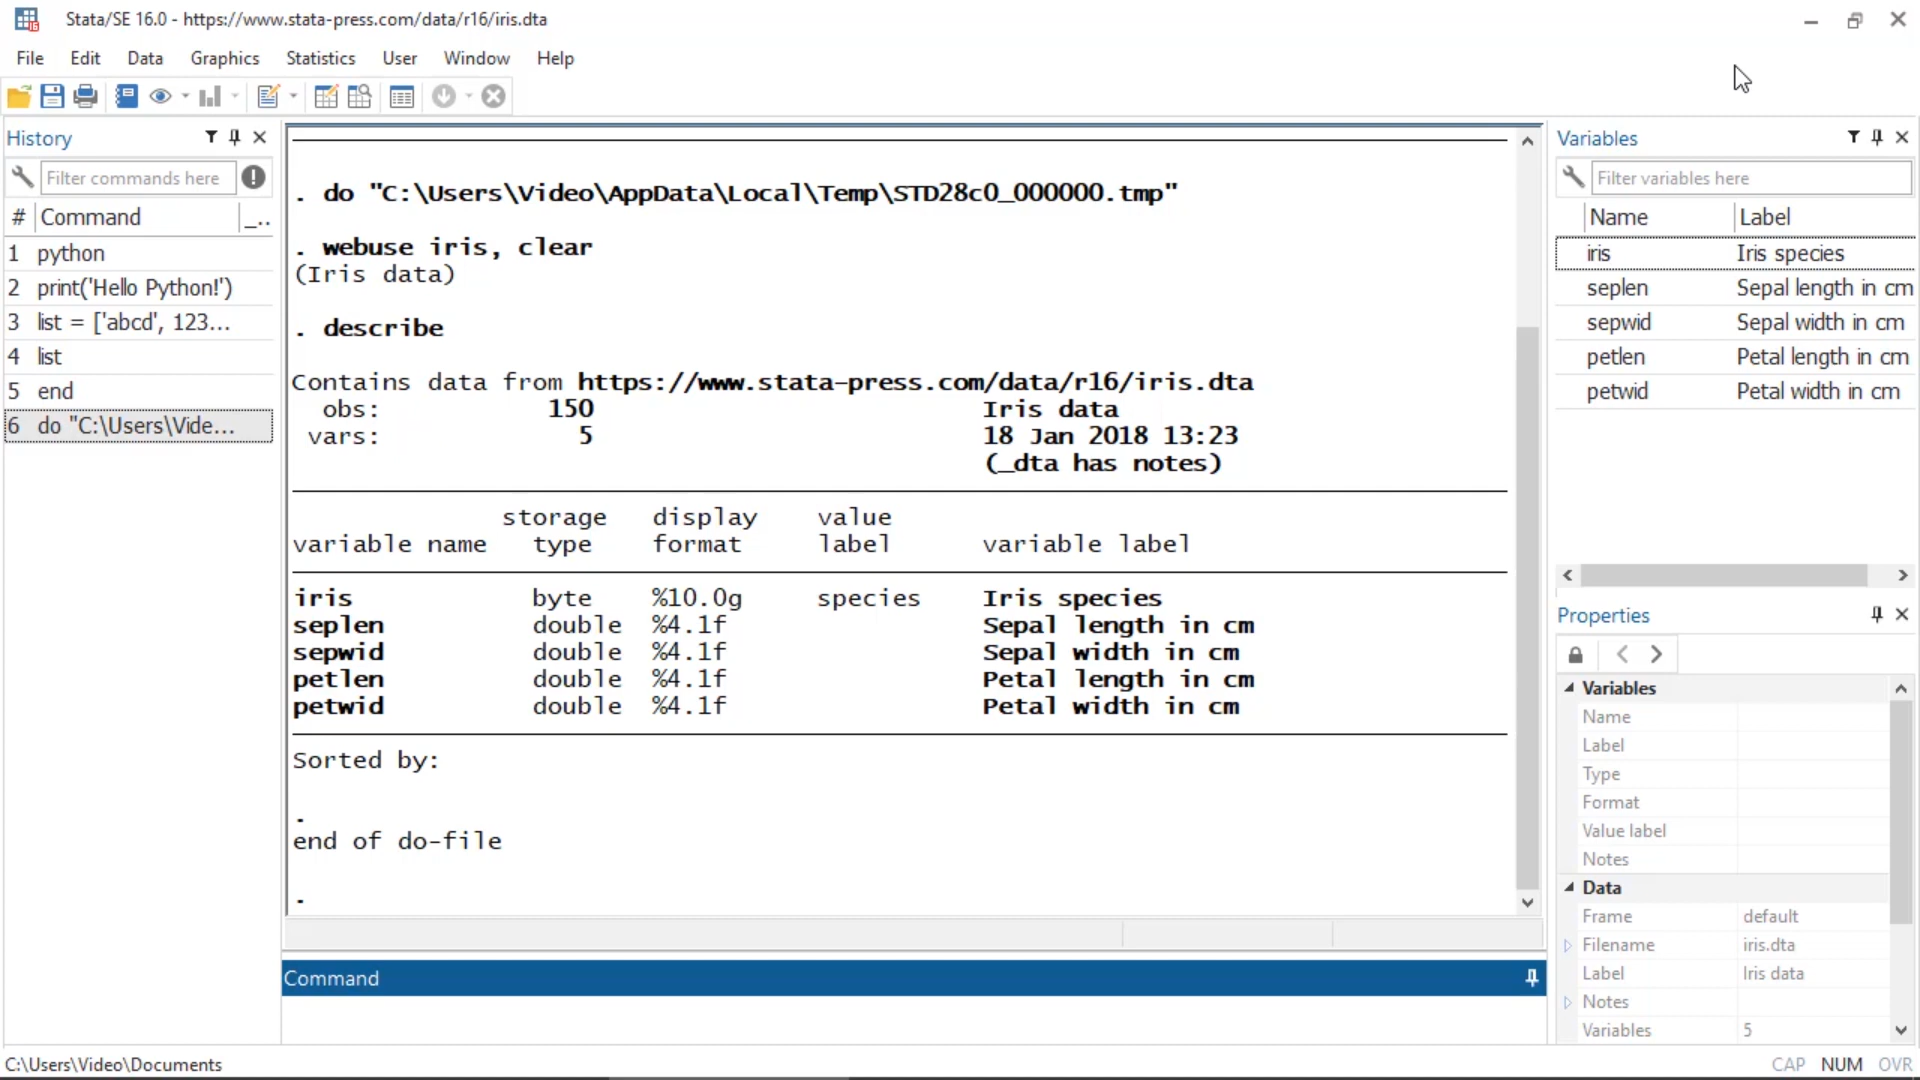 Stata/SE 16.0 - https://www.stata-press.com/data/r16/iris.dta
File Edit Data Graphics Statistics User Window Help
History
Filter commands here
# Command _..
1 python
2 print('Hello Python!')
3 list = ['abcd', 123...
4 list
5 end
6 do "C:\Users\Vide...
. do "C:\Users\Video\AppData\Local\Temp\STD28c0_000000.tmp"
. webuse iris, clear
(Iris data)
. describe
Contains data from https://www.stata-press.com/data/r16/iris.dta
obs: 150 Iris data
vars: 5 18 Jan 2018 13:23
(_dta has notes)
storage display value
variable name type format label variable label
iris byte %10.0g species Iris species
seplen double %4.1f Sepal length in cm
sepwid double %4.1f Sepal width in cm
petlen double %4.1f Petal length in cm
petwid double %4.1f Petal width in cm
Sorted by:
.
end of do-file
.
Command
Variables
Filter variables here
Name Label
iris Iris species
seplen Sepal length in cm
sepwid Sepal width in cm
petlen Petal length in cm
petwid Petal width in cm
Properties
Variables
Name
Label
Type
Format
Value label
Notes
Data
Frame default
Filename iris.dta
Label Iris data
Notes
Variables 5
C:\Users\Video\Documents
CAP NUM OVR